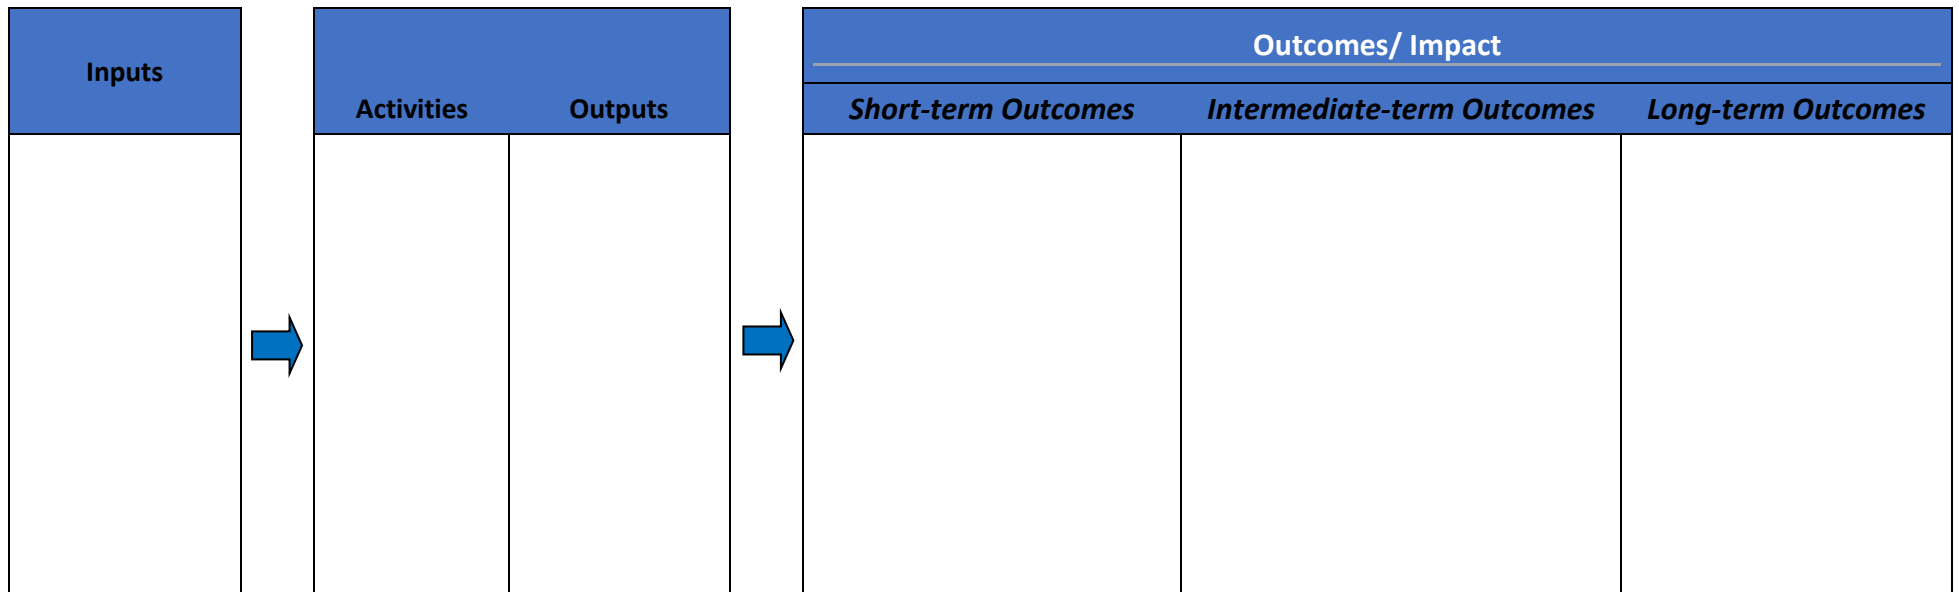 Inputs
Activities Outputs
Outcomes/ Impact
Short-term Outcomes Intermediate-term Outcomes Long-term Outcomes